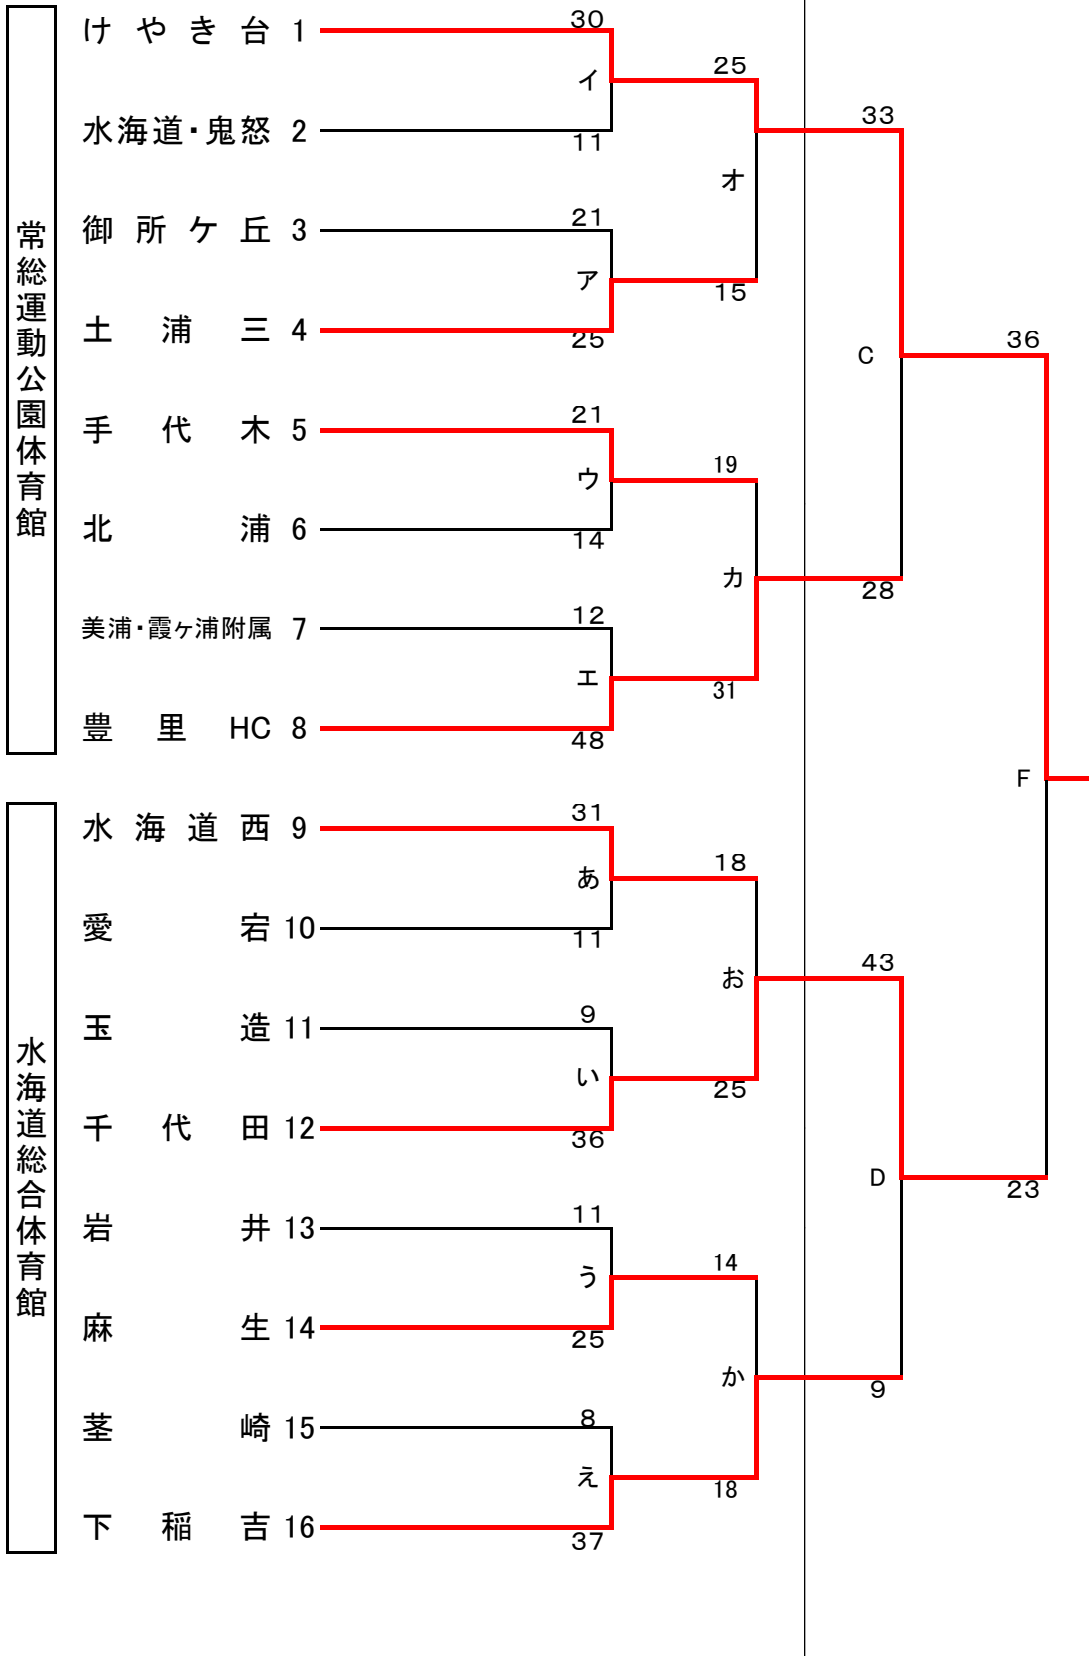 常総運動公園体育館
けやき台 1
30
イ
25
水海道・鬼怒 2
11
33
オ
御所ケ丘 3
21
ア
15
土浦三 4
25
C
36
手代木 5
21
ウ
19
北浦 6
14
カ
28
美浦・霞ヶ浦附属 7
12
エ
31
豊里HC 8
48
F
水海道総合体育館
水海道西 9
31
あ
18
愛宕 10
11
お
43
玉造 11
9
い
25
千代田 12
36
D
23
岩井 13
11
う
14
麻生 14
25
か
9
茎崎 15
8
え
18
下稲吉 16
37